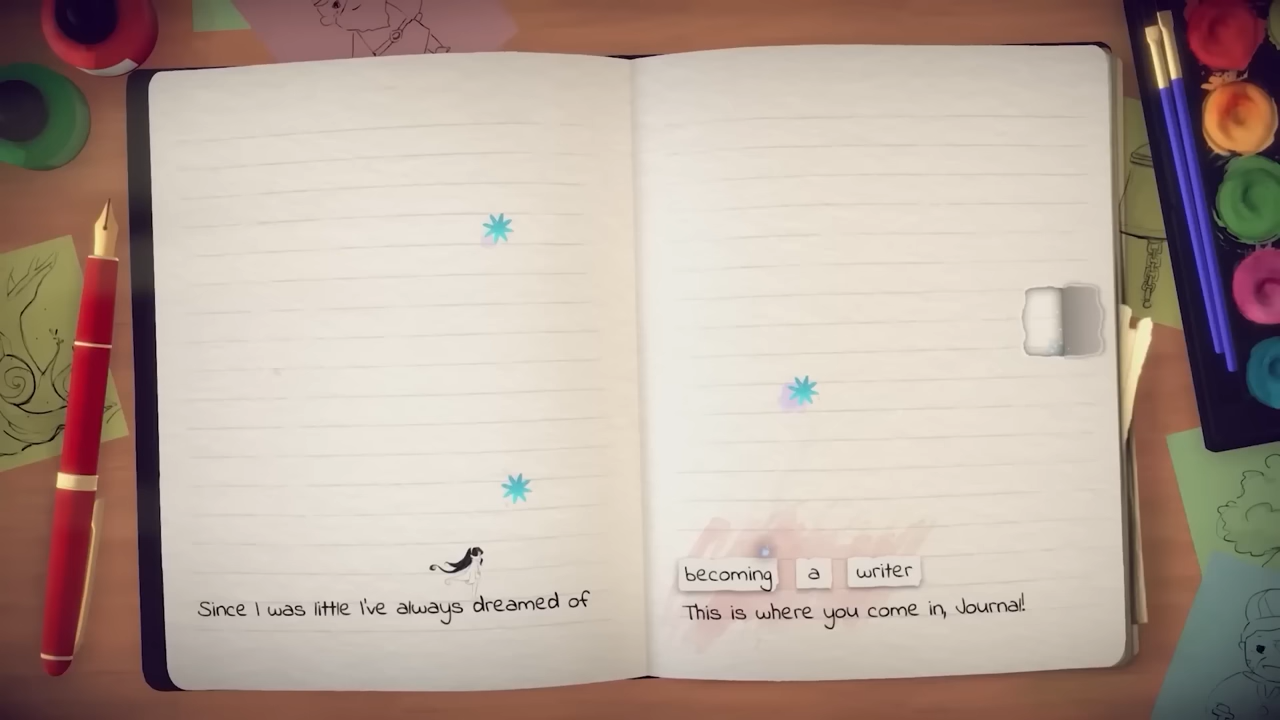 Since I was little I've always dreamed of
becoming a writer
This is where you come in, Journal!